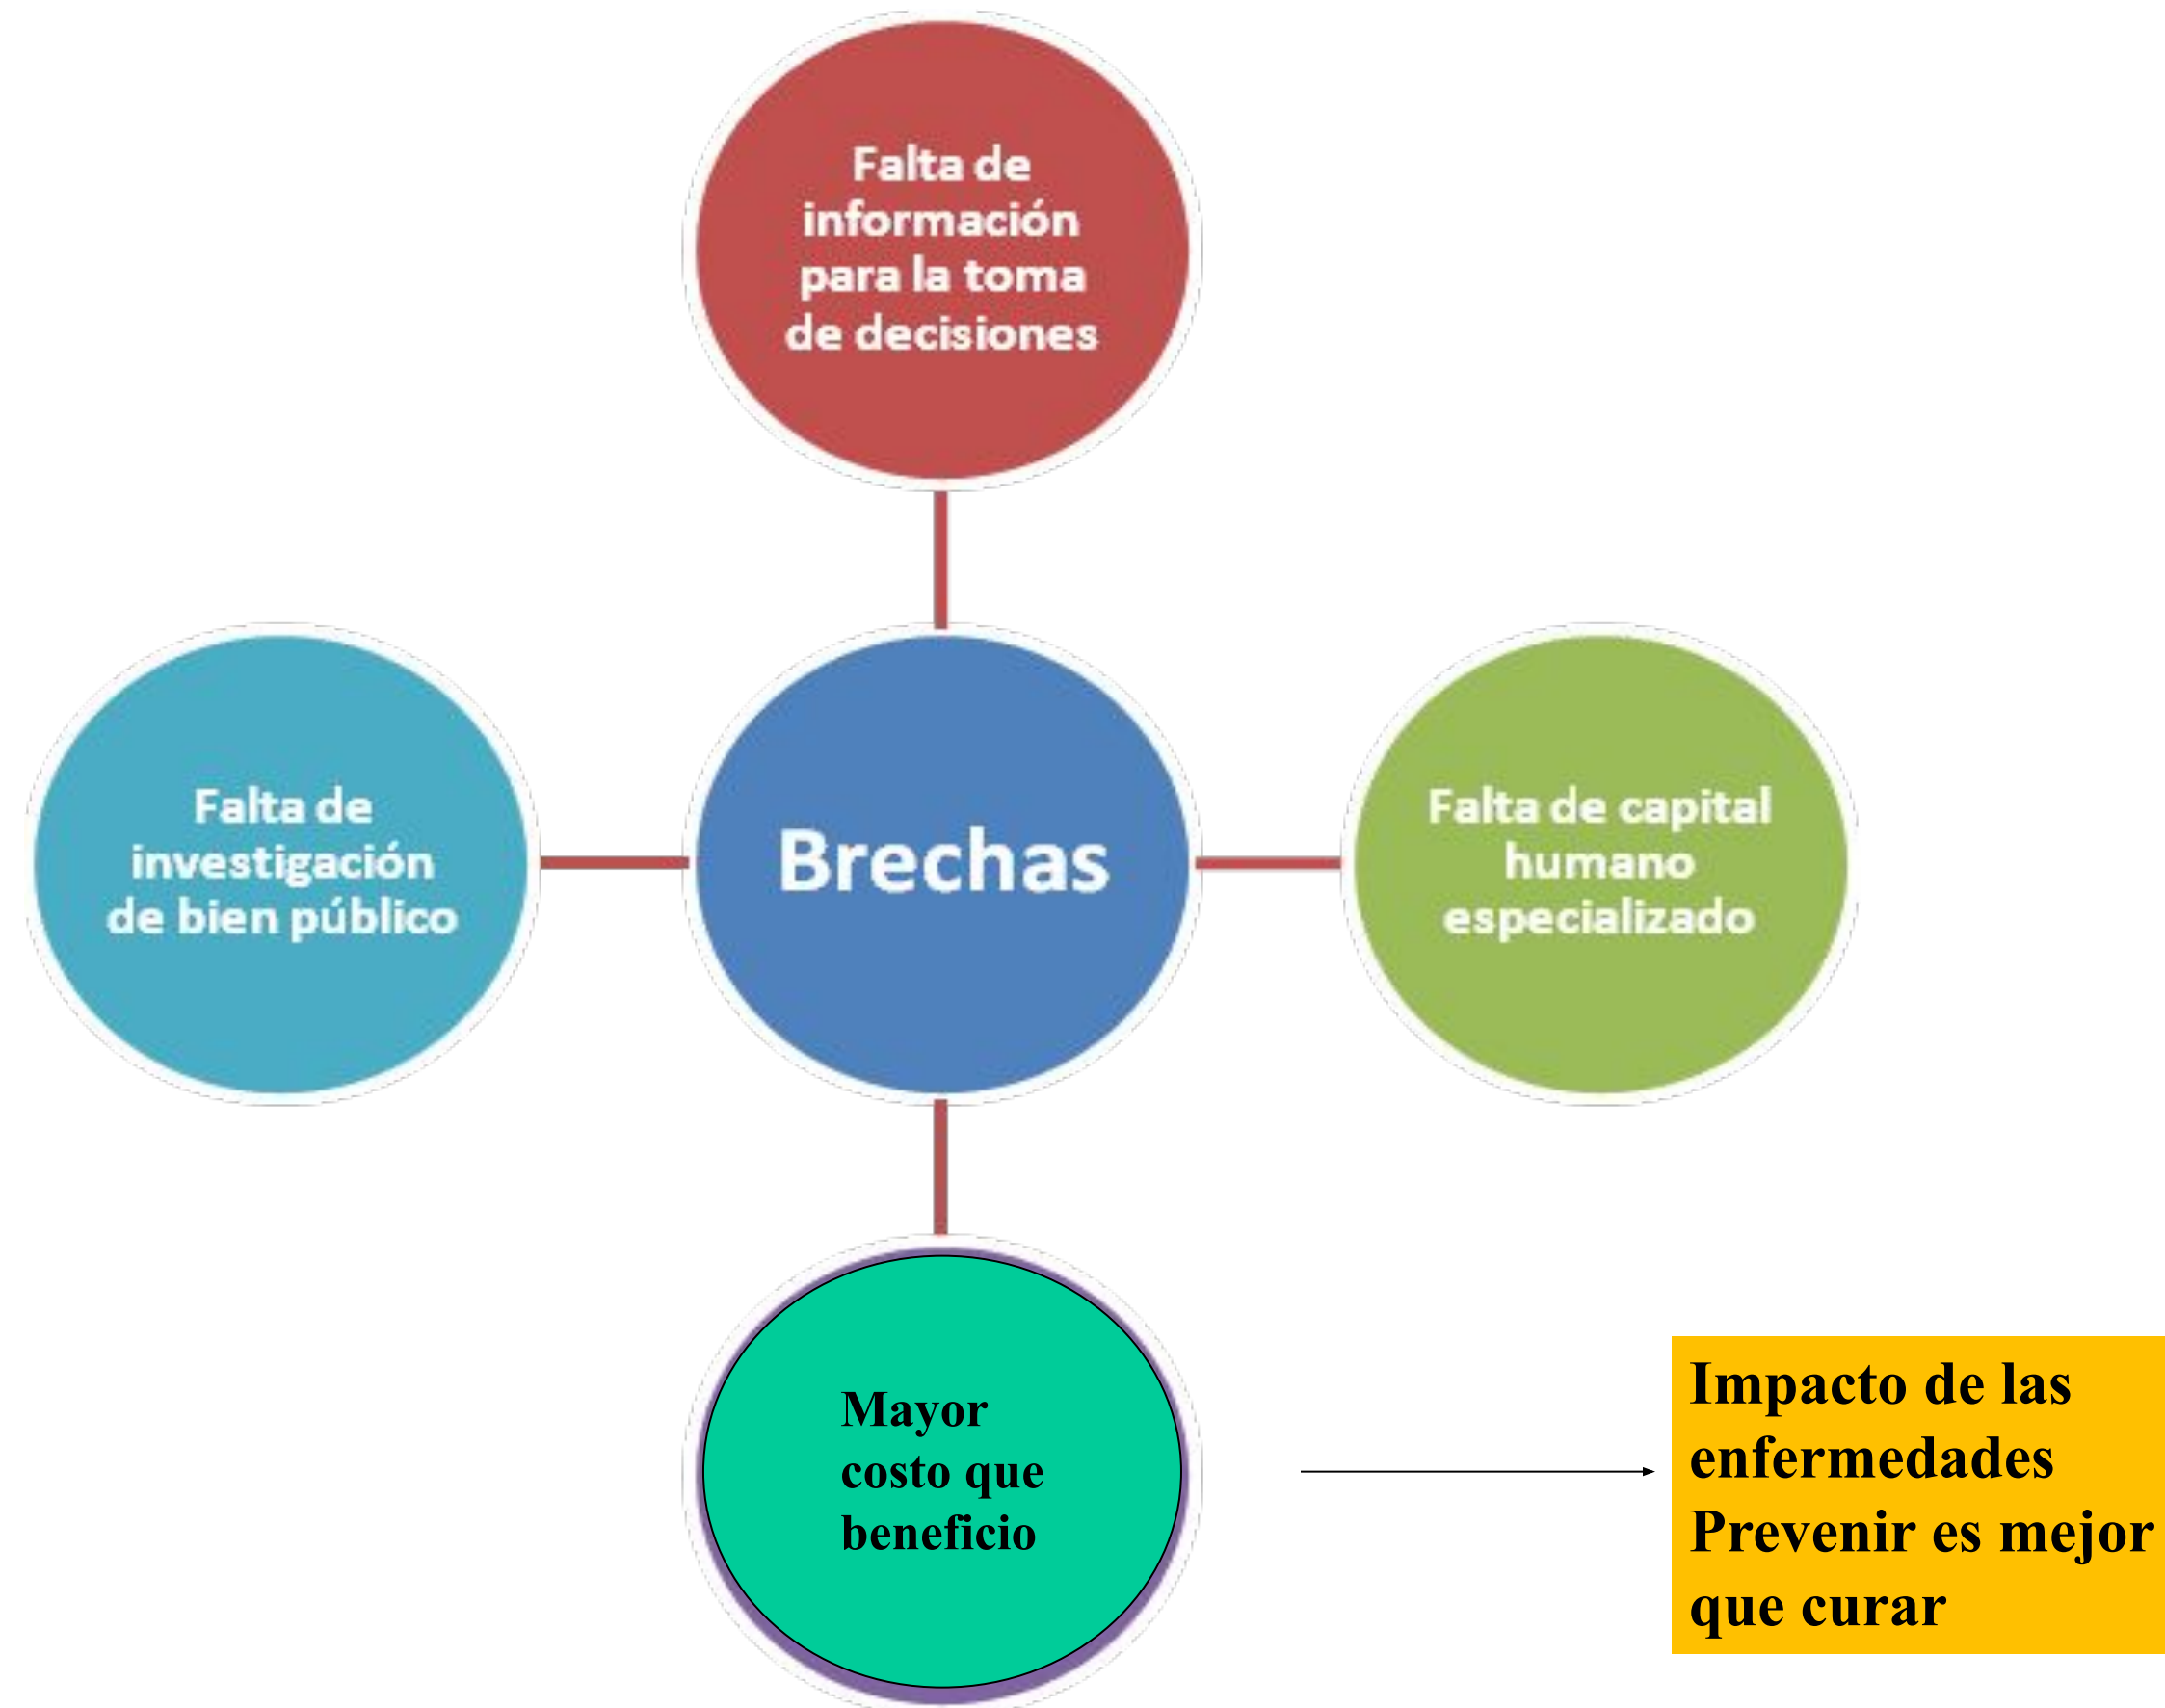 Falta de
información
para la toma
de decisiones
Falta de
investigación
de bien público
Brechas
Falta de capital
humano
especializado
Mayor
costo que
beneficio
Impacto de las
enfermedades
Prevenir es mejor
que curar